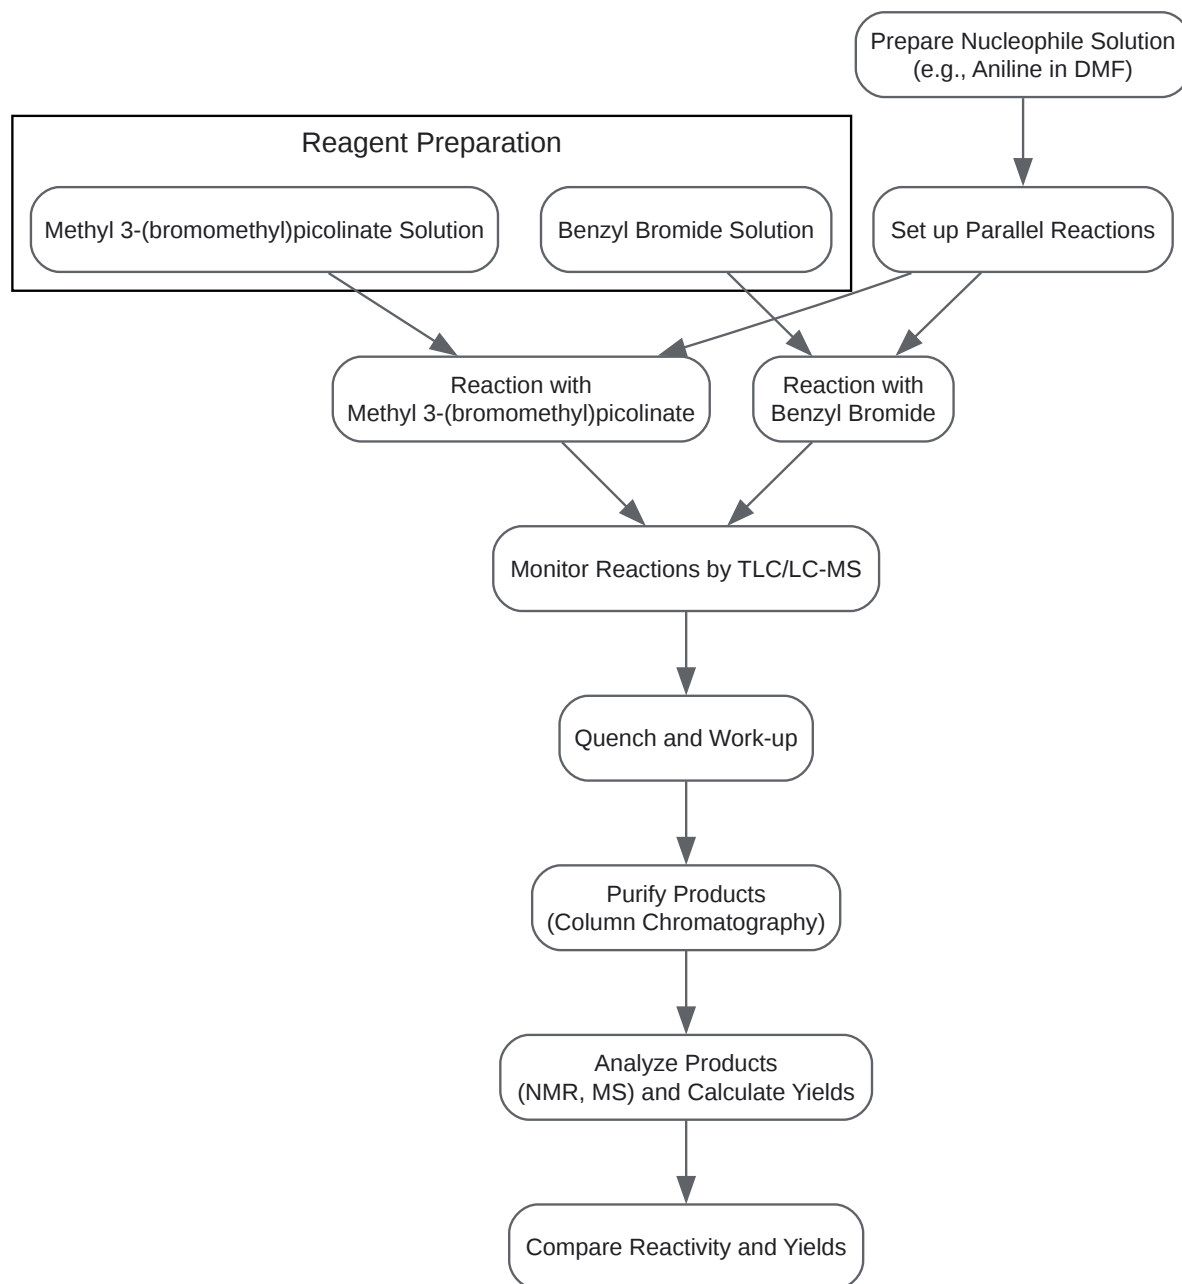 Prepare Nucleophile Solution
(e.g., Aniline in DMF)
Reagent Preparation
Methyl 3-(bromomethyl)picolinate Solution
Benzyl Bromide Solution
Set up Parallel Reactions
Reaction with
Methyl 3-(bromomethyl)picolinate
Reaction with
Benzyl Bromide
Monitor Reactions by TLC/LC-MS
Quench and Work-up
Purify Products
(Column Chromatography)
Analyze Products
(NMR, MS) and Calculate Yields
Compare Reactivity and Yields